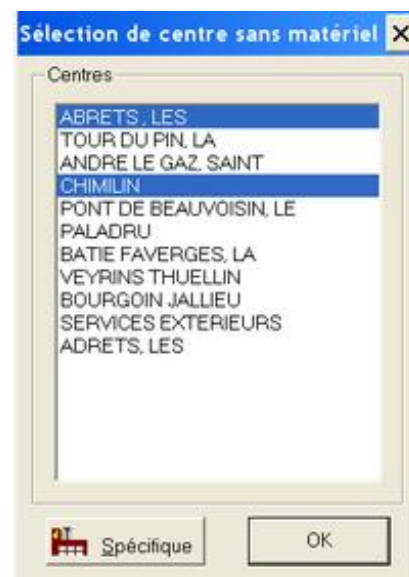 Sélection de centre sans matériel
Centres
ABRETS , LES
TOUR DU PIN, LA
ANDRE LE GAZ, SAINT
CHIMILIN
PONT DE BEAUVOISIN, LE
PALADRU
BATIE FAVERGES, LA
VEYRINS THUELLIN
BOURGOIN JALLIEU
SERVICES EXTERIEURS
ADRETS, LES
Spécifique
OK